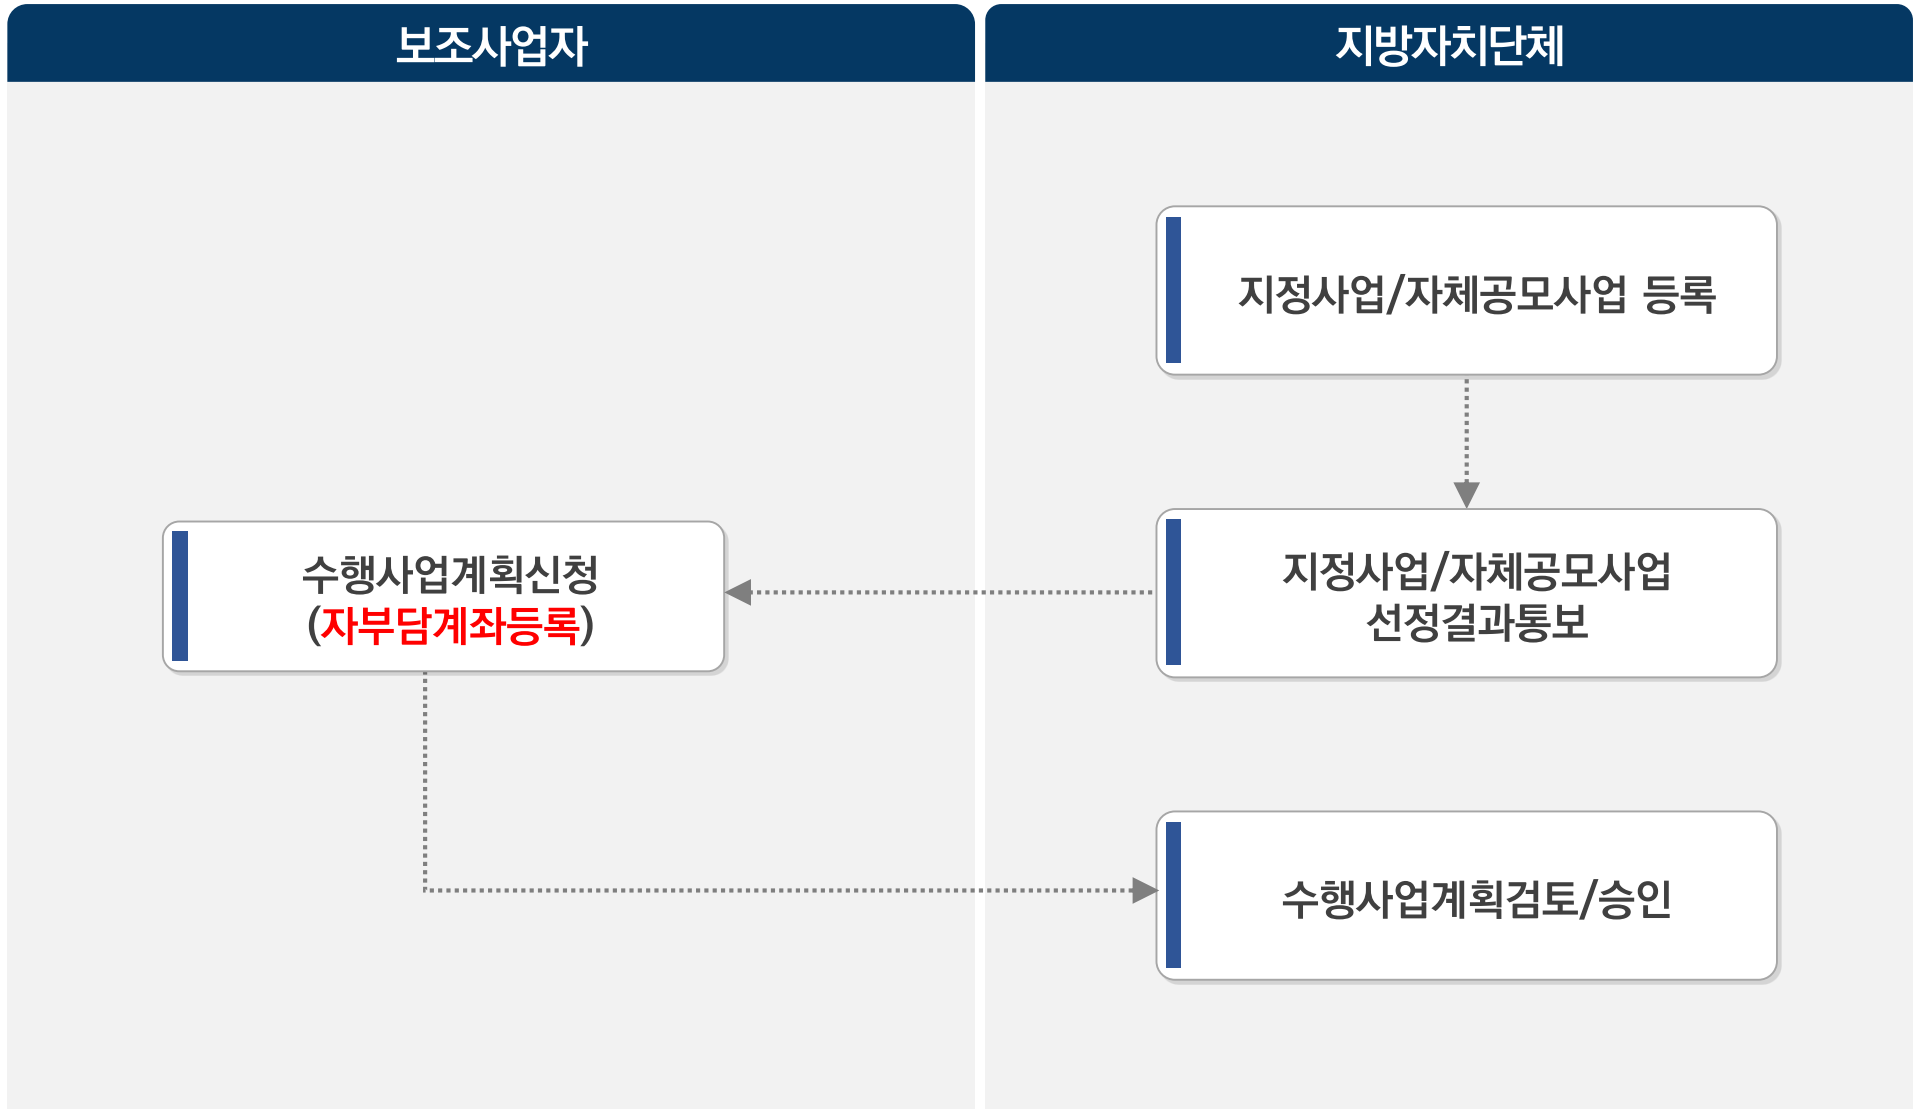 보조사업자
지방자치단체
지정사업/자체공모사업 등록
수행사업계획신청
(자부담계좌등록)
지정사업/자체공모사업
선정결과통보
수행사업계획검토/승인